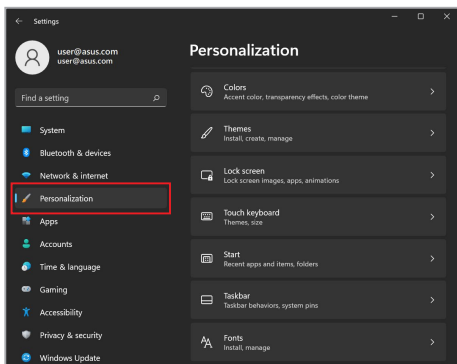 Settings
user@asus.com
user@asus.com
Find a setting
System
Bluetooth & devices
Network & internet
Personalization
Apps
Accounts
Time & language
Gaming
Accessibility
Privacy & security
Windows Update
Personalization
Colors
Accent color, transparency effects, color theme
Themes
Install, create, manage
Lock screen
Lock screen images, apps, animations
Touch keyboard
Themes, size
Start
Recent apps and items, folders
Taskbar
Taskbar behaviors, system pins
Fonts
Install, manage